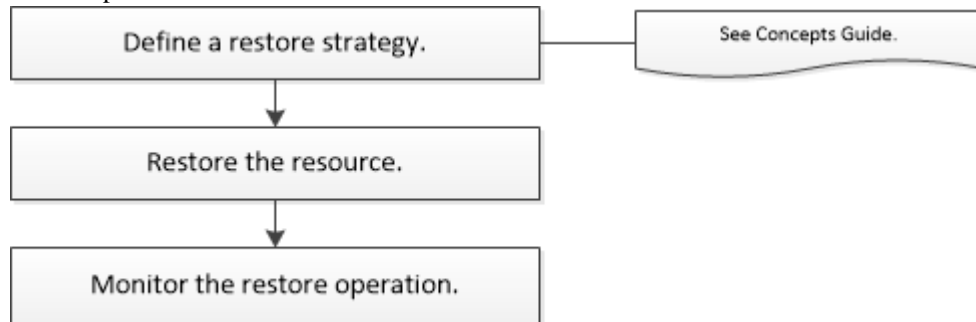 Define a restore strategy.
See Concepts Guide.
Restore the resource.
Monitor the restore operation.